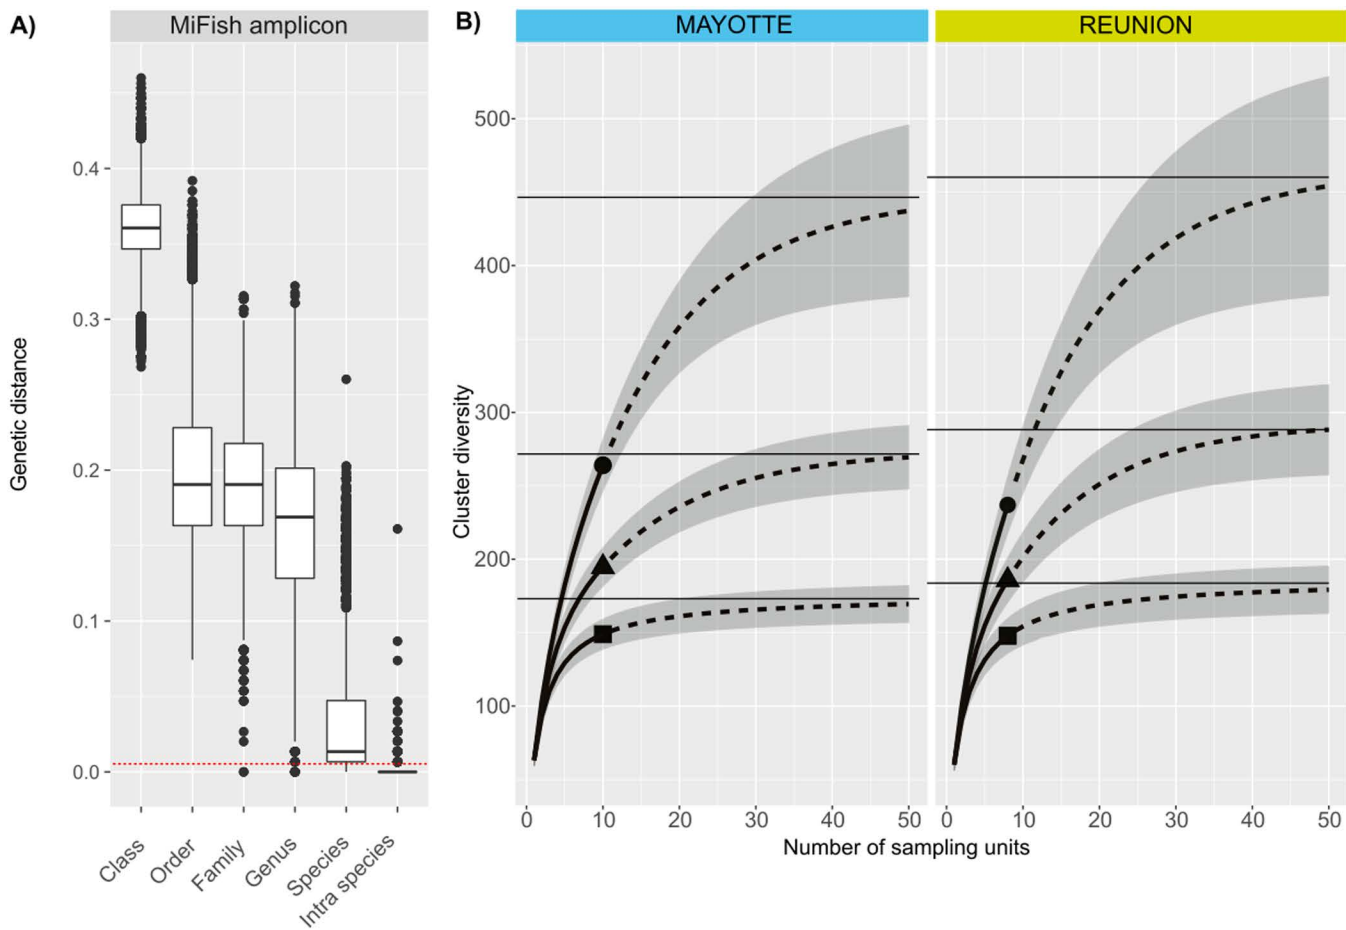 A)
MiFish amplicon
Genetic distance
0.4
0.3
0.2
0.1
0.0
Class
Order
Family
Genus
Species
Intra species
B)
MAYOTTE
REUNION
Cluster diversity
500
400
300
200
100
0 10 20 30 40 50
0 10 20 30 40 50
Number of sampling units